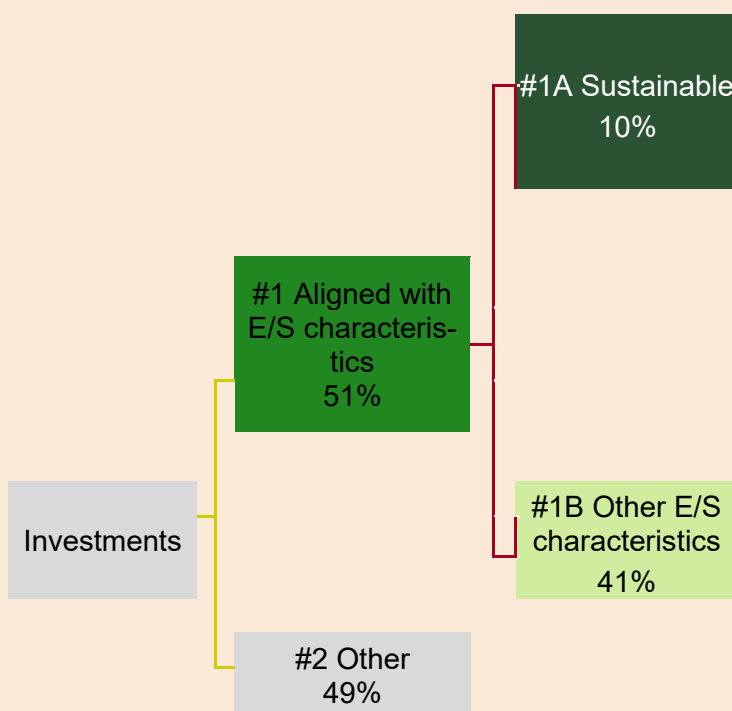 #1A Sustainable
10%
#1 Aligned with
E/S characteris-
tics
51%
Investments
#1B Other E/S
characteristics
41%
#2 Other
49%